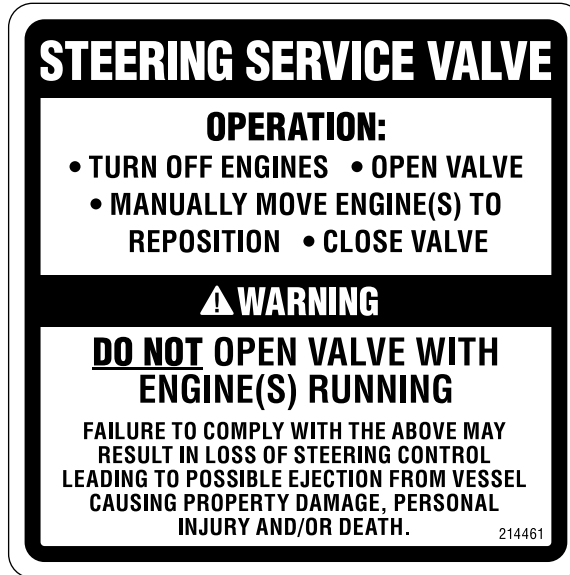 STEERING SERVICE VALVE
OPERATION:
• TURN OFF ENGINES • OPEN VALVE
• MANUALLY MOVE ENGINE(S) TO
REPOSITION • CLOSE VALVE
⚠ WARNING
DO NOT OPEN VALVE WITH
ENGINE(S) RUNNING
FAILURE TO COMPLY WITH THE ABOVE MAY
RESULT IN LOSS OF STEERING CONTROL
LEADING TO POSSIBLE EJECTION FROM VESSEL
CAUSING PROPERTY DAMAGE, PERSONAL
INJURY AND/OR DEATH.
214461